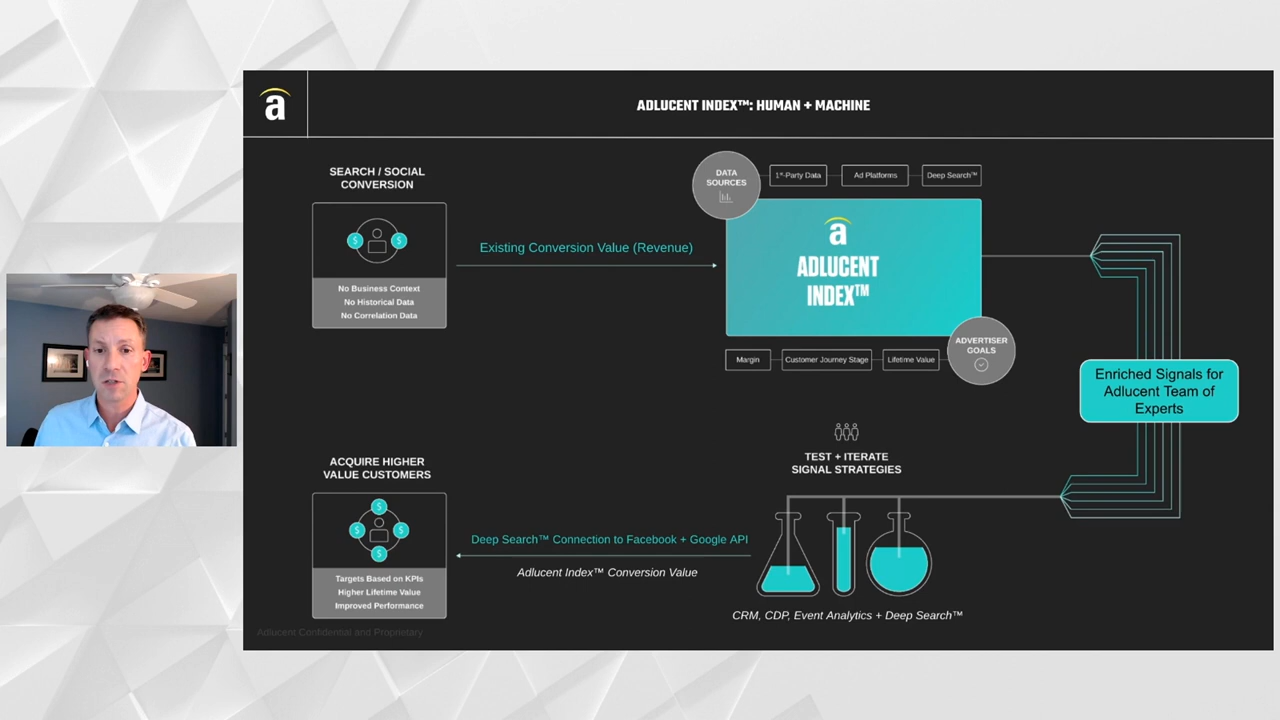 a
ADLUCENT INDEX™: HUMAN + MACHINE
SEARCH / SOCIAL
CONVERSION
$ $
No Business Context
No Historical Data
No Correlation Data
Existing Conversion Value (Revenue)
DATA
SOURCES
1st-Party Data
Ad Platforms
Deep Search™
a
ADLUCENT
INDEX™
Margin
Customer Journey Stage
Lifetime Value
ADVERTISER
GOALS
Enriched Signals for
Adlucent Team of
Experts
TEST + ITERATE
SIGNAL STRATEGIES
CRM, CDP, Event Analytics + Deep Search™
Deep Search™ Connection to Facebook + Google API
Adlucent Index™ Conversion Value
ACQUIRE HIGHER
VALUE CUSTOMERS
$
$ $
$
Targets Based on KPIs
Higher Lifetime Value
Improved Performance
Adlucent Confidential and Proprietary